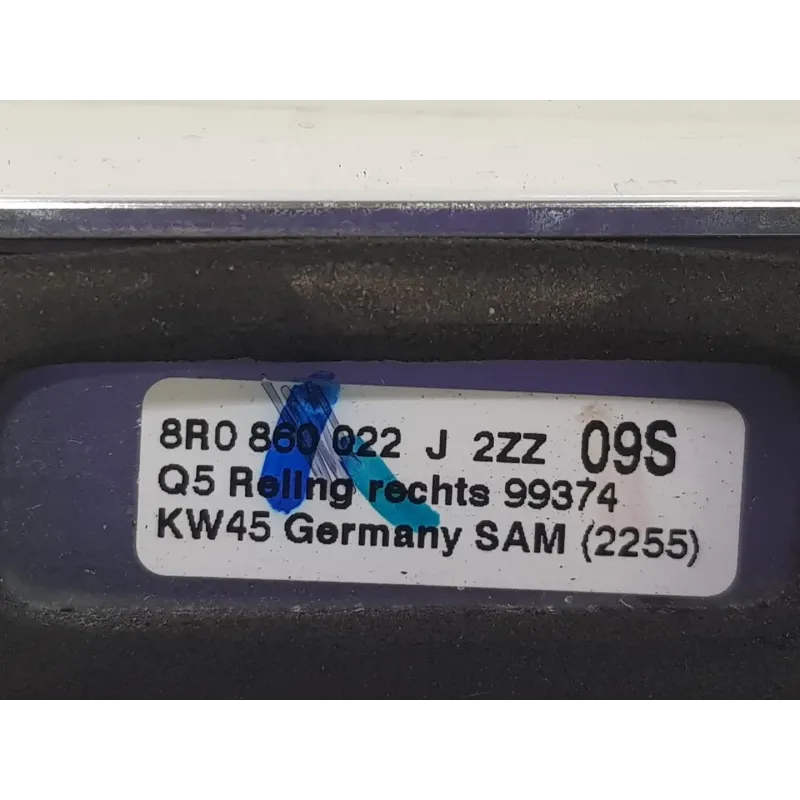 8R0 860 022 J 2ZZ 09S
Q5 Reling rechts 99374
KW45 Germany SAM (2255)